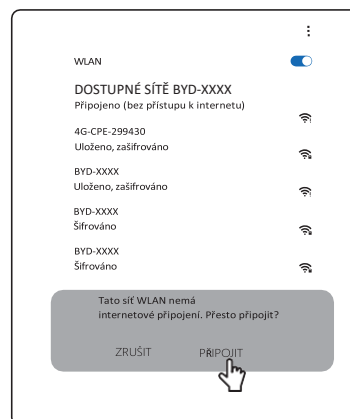 WLAN
DOSTUPNÉ SÍTĚ BYD-XXXX
Připojeno (bez přístupu k internetu)
4G-CPE-299430
Uloženo, zašifrováno
BYD-XXXX
Uloženo, zašifrováno
BYD-XXXX
Šifrováno
BYD-XXXX
Šifrováno
Tato síť WLAN nemá
internetové připojení. Přesto připojit?
ZRUŠIT PŘIPOJIT